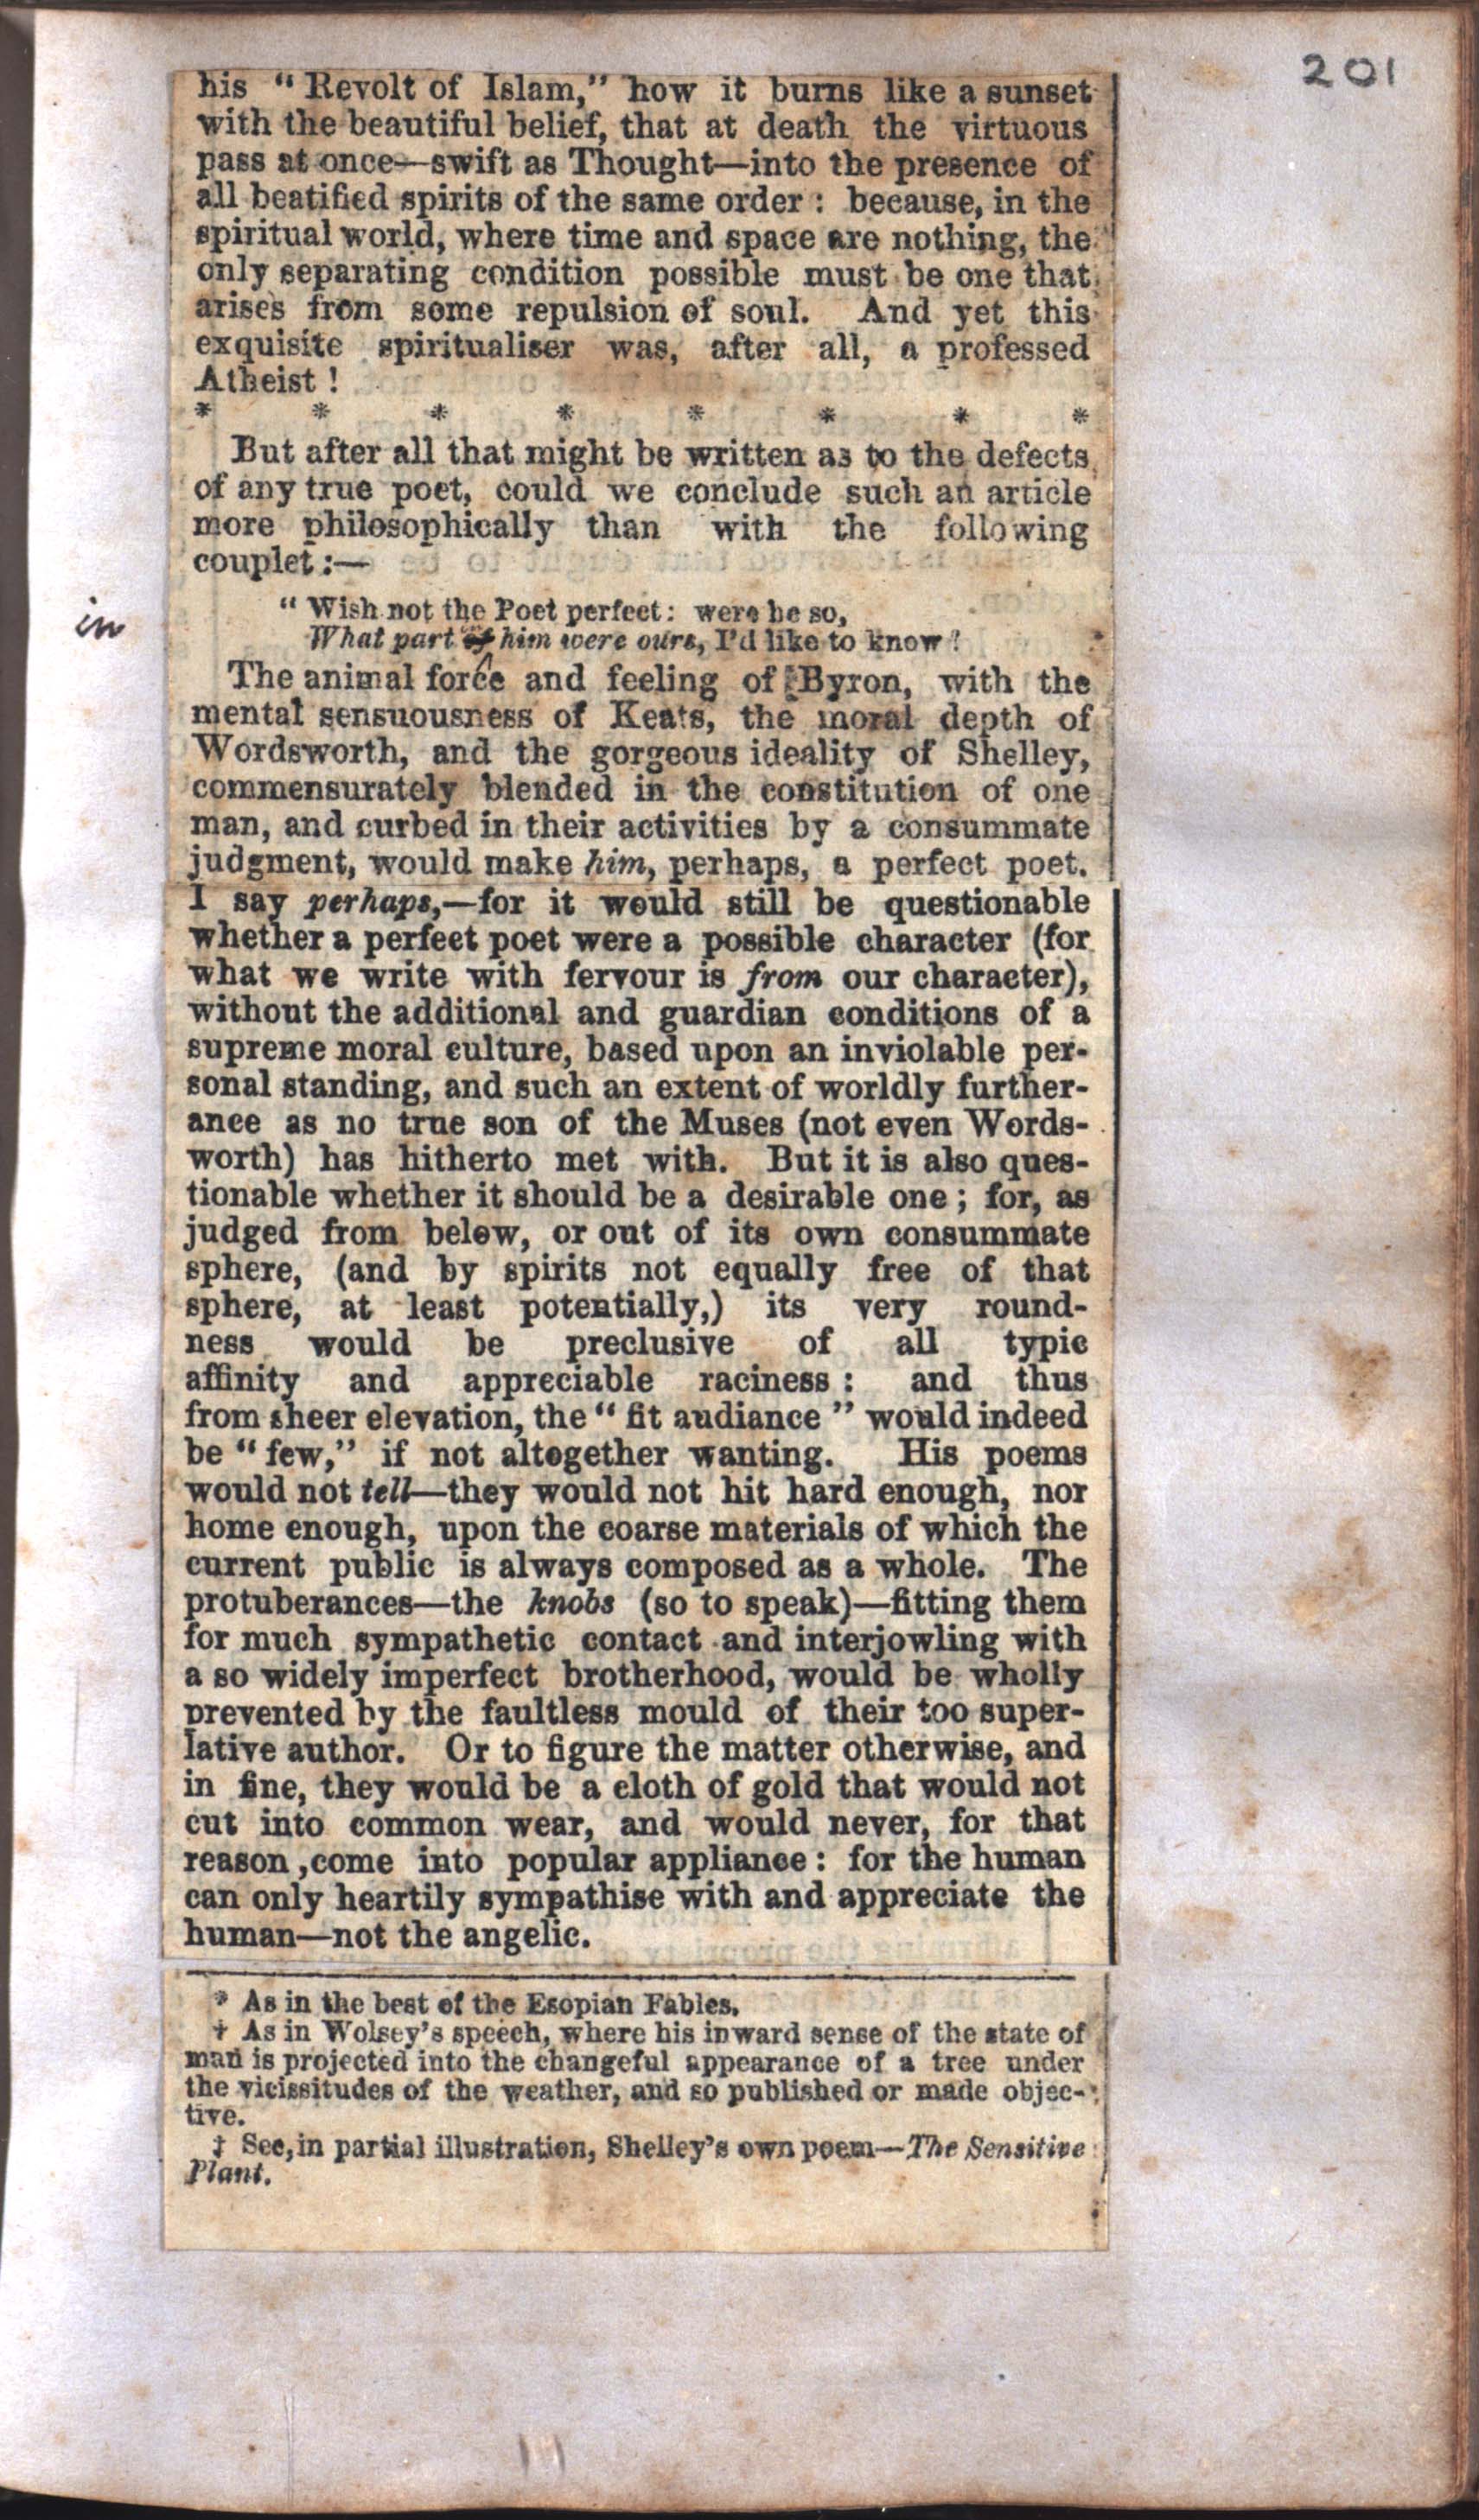 201
his "Revolt of Islam," how it burns like a sunset
with the beautiful belief, that at death the virtuous
pass at once—swift as Thought—into the presence of
all beatified spirits of the same order: because, in the
spiritual world, where time and space are nothing, the
only separating condition possible must be one that
arises from some repulsion of soul. And yet this
exquisite spiritualiser was, after all, a professed
Atheist!
* * * * * * * *
But after all that might be written as to the defects
of any true poet, could we conclude such an article
more philosophically than with the following
couplet:—
"Wish not the Poet perfect: were he so,
in
What part of him were ours, I'd like to know!
The animal force and feeling of Byron, with the
mental sensuousness of Keats, the moral depth of
Wordsworth, and the gorgeous ideality of Shelley,
commensurately blended in the constitution of one
man, and curbed in their activities by a consummate
judgment, would make him, perhaps, a perfect poet.
I say perhaps,—for it would still be questionable
whether a perfect poet were a possible character (for
what we write with fervour is from our character),
without the additional and guardian conditions of a
supreme moral culture, based upon an inviolable per-
sonal standing, and such an extent of worldly further-
ance as no true son of the Muses (not even Words-
worth) has hitherto met with. But it is also ques-
tionable whether it should be a desirable one; for, as
judged from below, or out of its own consummate
sphere, (and by spirits not equally free of that
sphere, at least potentially,) its very round-
ness would be preclusive of all typic
affinity and appreciable raciness: and thus
from sheer elevation, the "fit audiance" would indeed
be "few," if not altogether wanting. His poems
would not tell—they would not hit hard enough, nor
home enough, upon the coarse materials of which the
current public is always composed as a whole. The
protuberances—the knobs (so to speak)—fitting them
for much sympathetic contact and interjowling with
a so widely imperfect brotherhood, would be wholly
prevented by the faultless mould of their too super-
lative author. Or to figure the matter otherwise, and
in fine, they would be a cloth of gold that would not
cut into common wear, and would never, for that
reason ,come into popular appliance: for the human
can only heartily sympathise with and appreciate the
human—not the angelic.
* As in the best of the Esopian Fables.
† As in Wolsey's speech, where his inward sense of the state of
man is projected into the changeful appearance of a tree under
the vicissitudes of the weather, and so published or made objec-
tive.
‡ See, in partial illustration, Shelley's own poem—The Sensitive
Plant.